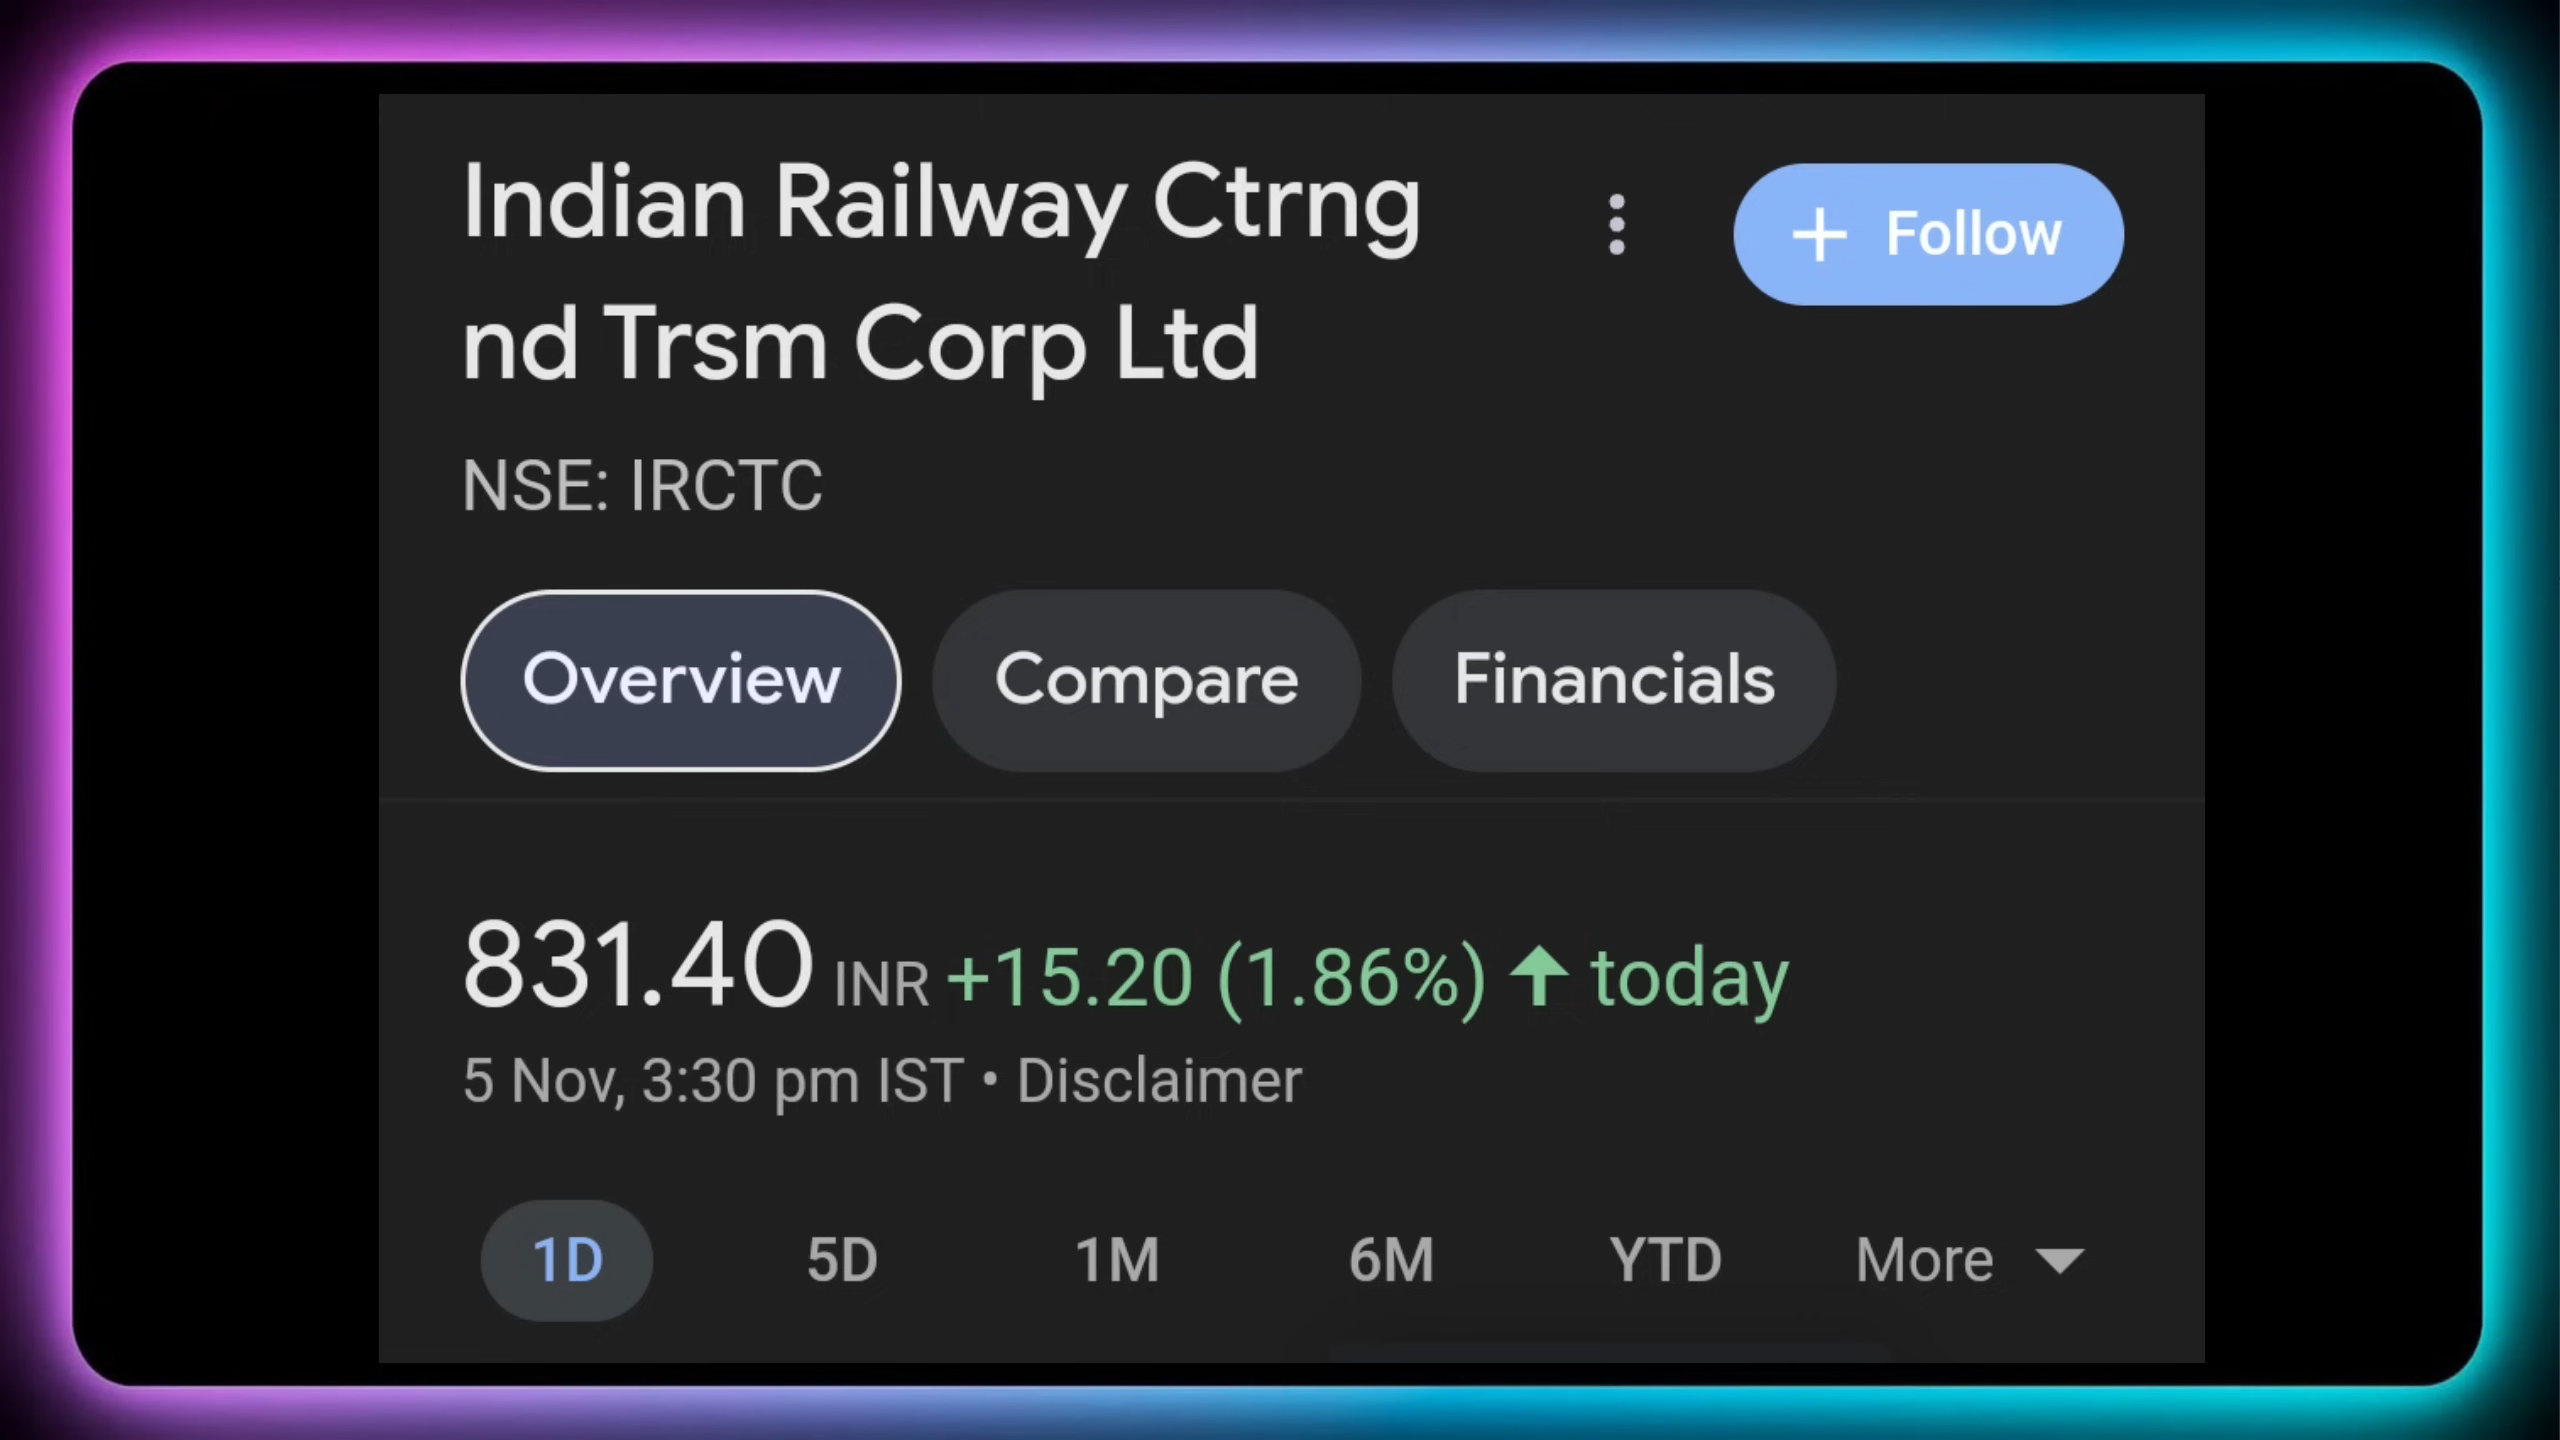 Indian Railway Ctrng
nd Trsm Corp Ltd
+ Follow
NSE: IRCTC
Overview Compare Financials
831.40 INR +15.20 (1.86%) ↑ today
5 Nov, 3:30 pm IST • Disclaimer
1D 5D 1M 6M YTD More